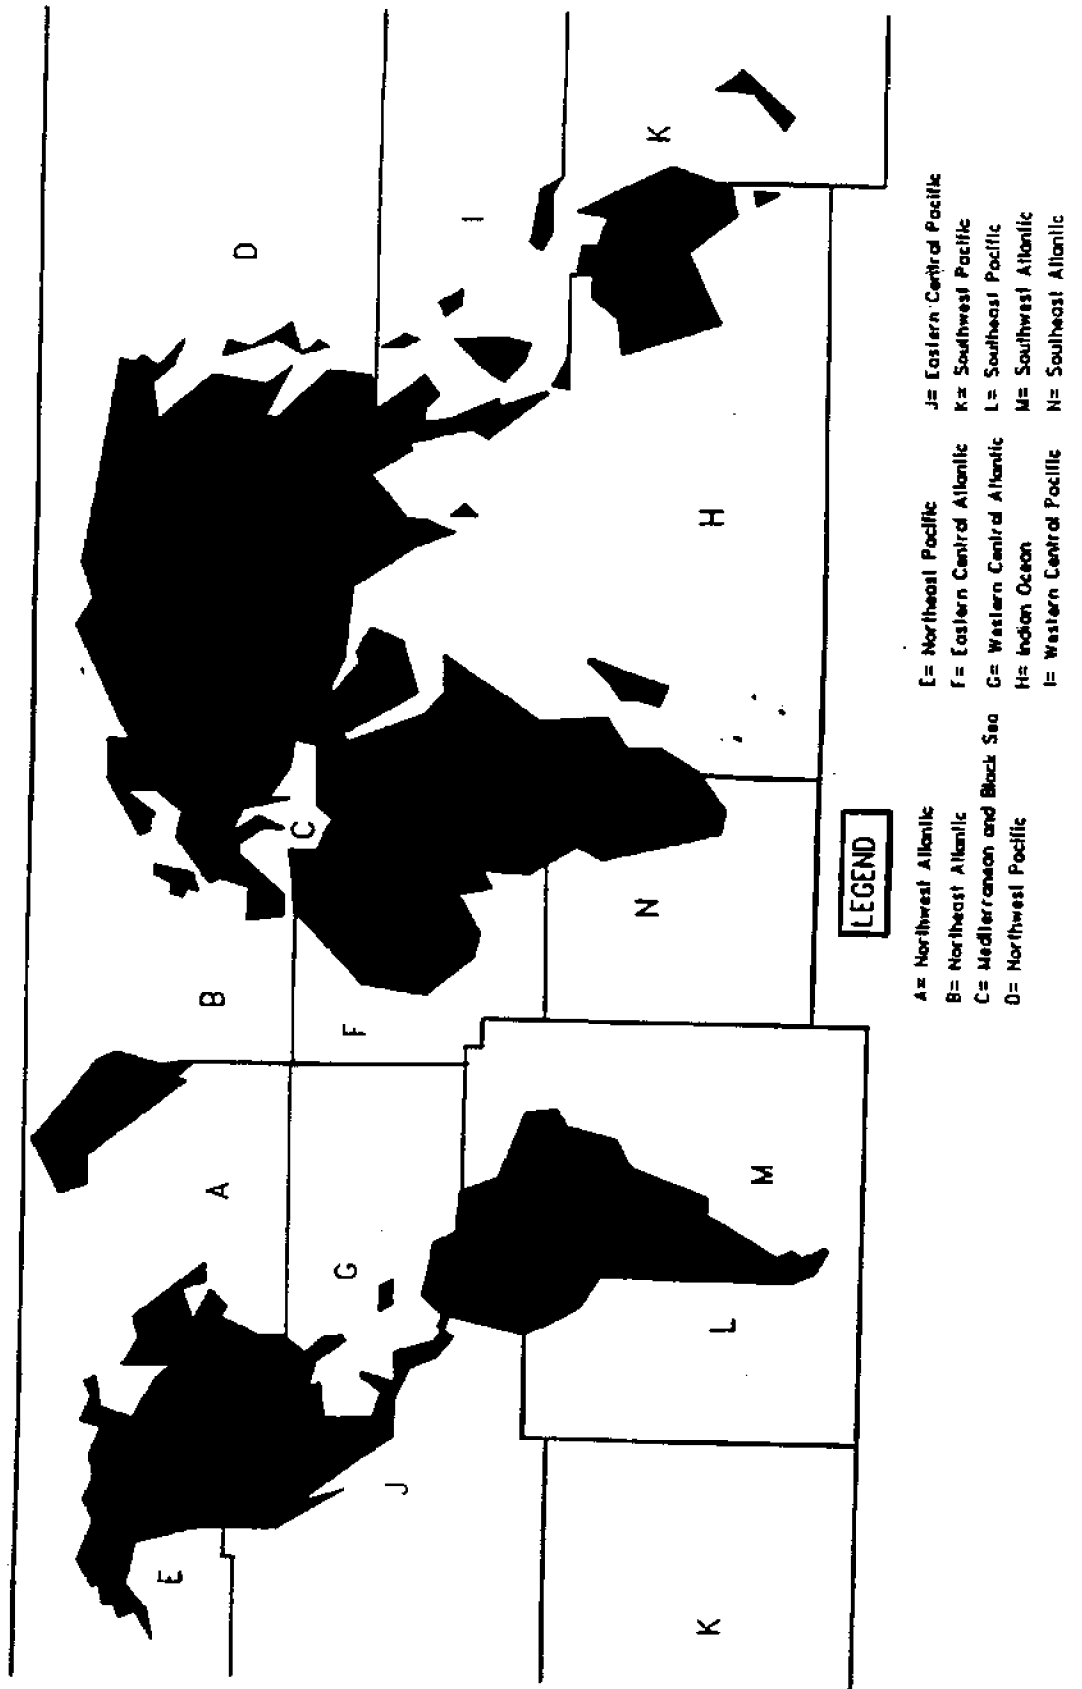 E
A
B
D
J
G
F
C
I
K
L
M
N
H
K
LEGEND
A= Northwest Atlantic
B= Northeast Atlantic
C= Mediterranean and Black Sea
D= Northwest Pacific
E= Northeast Pacific
F= Eastern Central Atlantic
G= Western Central Atlantic
H= Indian Ocean
I= Western Central Pacific
J= Eastern Central Pacific
K= Southwest Pacific
L= Southeast Pacific
M= Southwest Atlantic
N= Southeast Atlantic